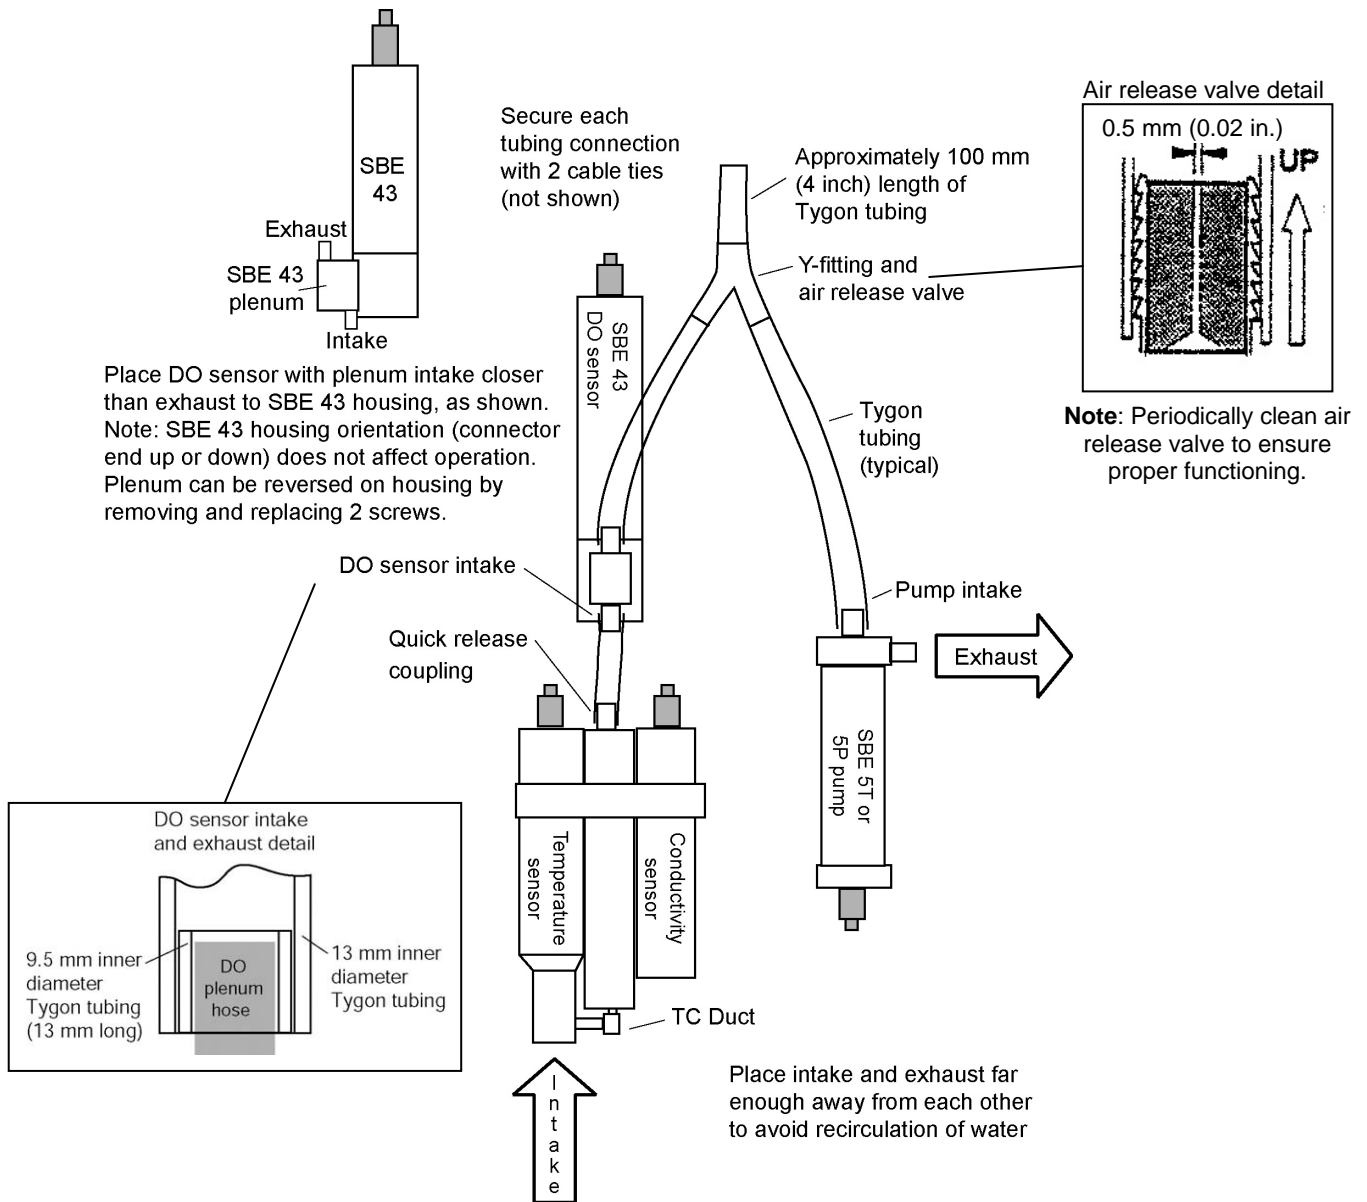 SBE
43
Exhaust
SBE 43
plenum
Intake
Secure each
tubing connection
with 2 cable ties
(not shown)
Approximately 100 mm
(4 inch) length of
Tygon tubing
Y-fitting and
air release valve
Air release valve detail
0.5 mm (0.02 in.)
UP
Note: Periodically clean air
release valve to ensure
proper functioning.
Place DO sensor with plenum intake closer
than exhaust to SBE 43 housing, as shown.
Note: SBE 43 housing orientation (connector
end up or down) does not affect operation.
Plenum can be reversed on housing by
removing and replacing 2 screws.
SBE 43
DO sensor
Tygon
tubing
(typical)
DO sensor intake
Pump intake
Quick release
coupling
Exhaust
SBE 5T or
5P pump
Temperature
sensor
Conductivity
sensor
DO sensor intake
and exhaust detail
9.5 mm inner
diameter
Tygon tubing
(13 mm long)
DO
plenum
hose
13 mm inner
diameter
Tygon tubing
TC Duct
Intake
Place intake and exhaust far
enough away from each other
to avoid recirculation of water